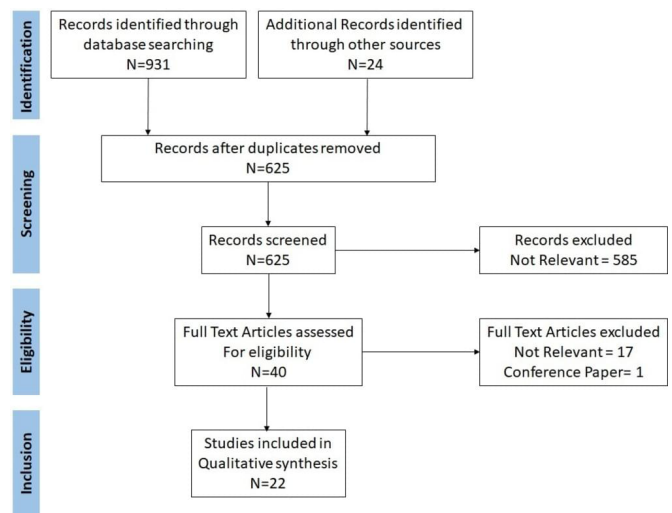 Identification
Records identified through
database searching
N=931
Additional Records identified
through other sources
N=24
Screening
Records after duplicates removed
N=625
Records screened
N=625
Records excluded
Not Relevant = 585
Eligibility
Full Text Articles assessed
For eligibility
N=40
Full Text Articles excluded
Not Relevant = 17
Conference Paper= 1
Inclusion
Studies included in
Qualitative synthesis
N=22